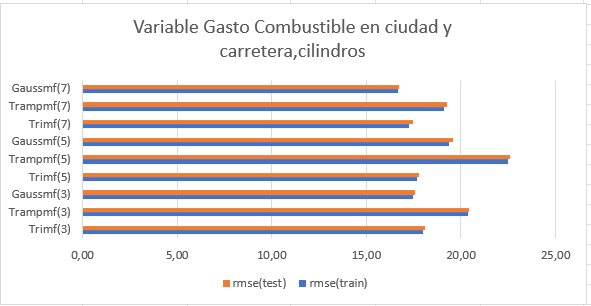 Variable Gasto Combustible en ciudad y
carretera,cilindros
Gaussmf(7)
Trampmf(7)
Trimf(7)
Gaussmf(5)
Trampmf(5)
Trimf(5)
Gaussmf(3)
Trampmf(3)
Trimf(3)
0,00 5,00 10,00 15,00 20,00 25,00
rmse(test) rmse(train)